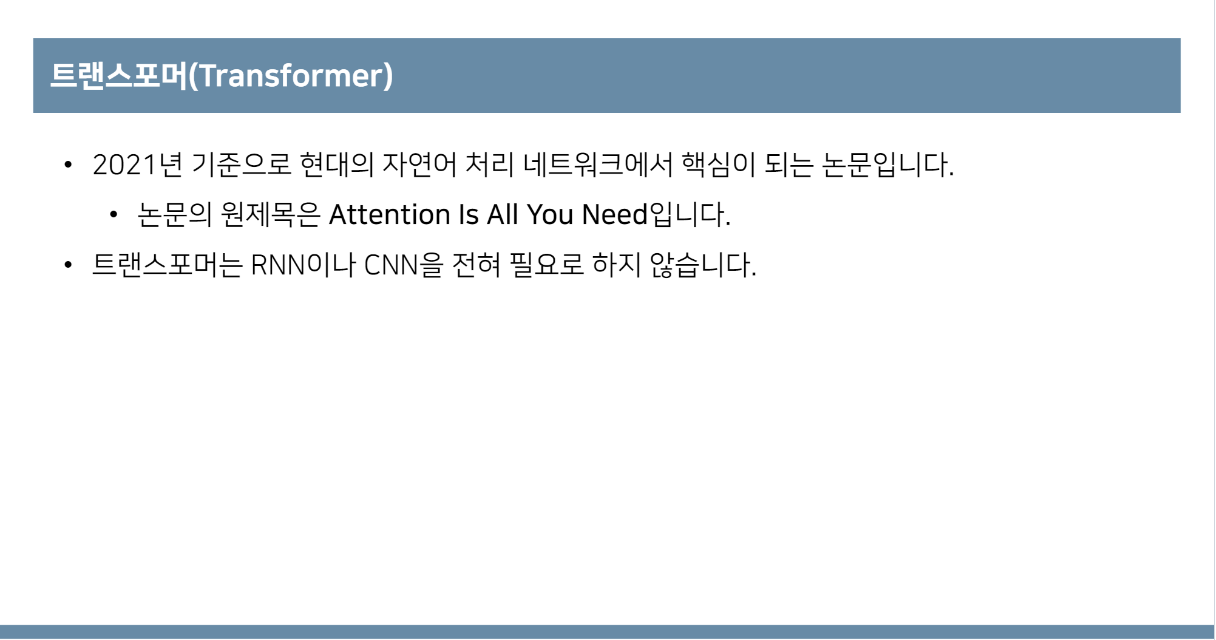 트랜스포머(Transformer)
• 2021년 기준으로 현대의 자연어 처리 네트워크에서 핵심이 되는 논문입니다.
• 논문의 원제목은 Attention Is All You Need입니다.
• 트랜스포머는 RNN이나 CNN을 전혀 필요로 하지 않습니다.